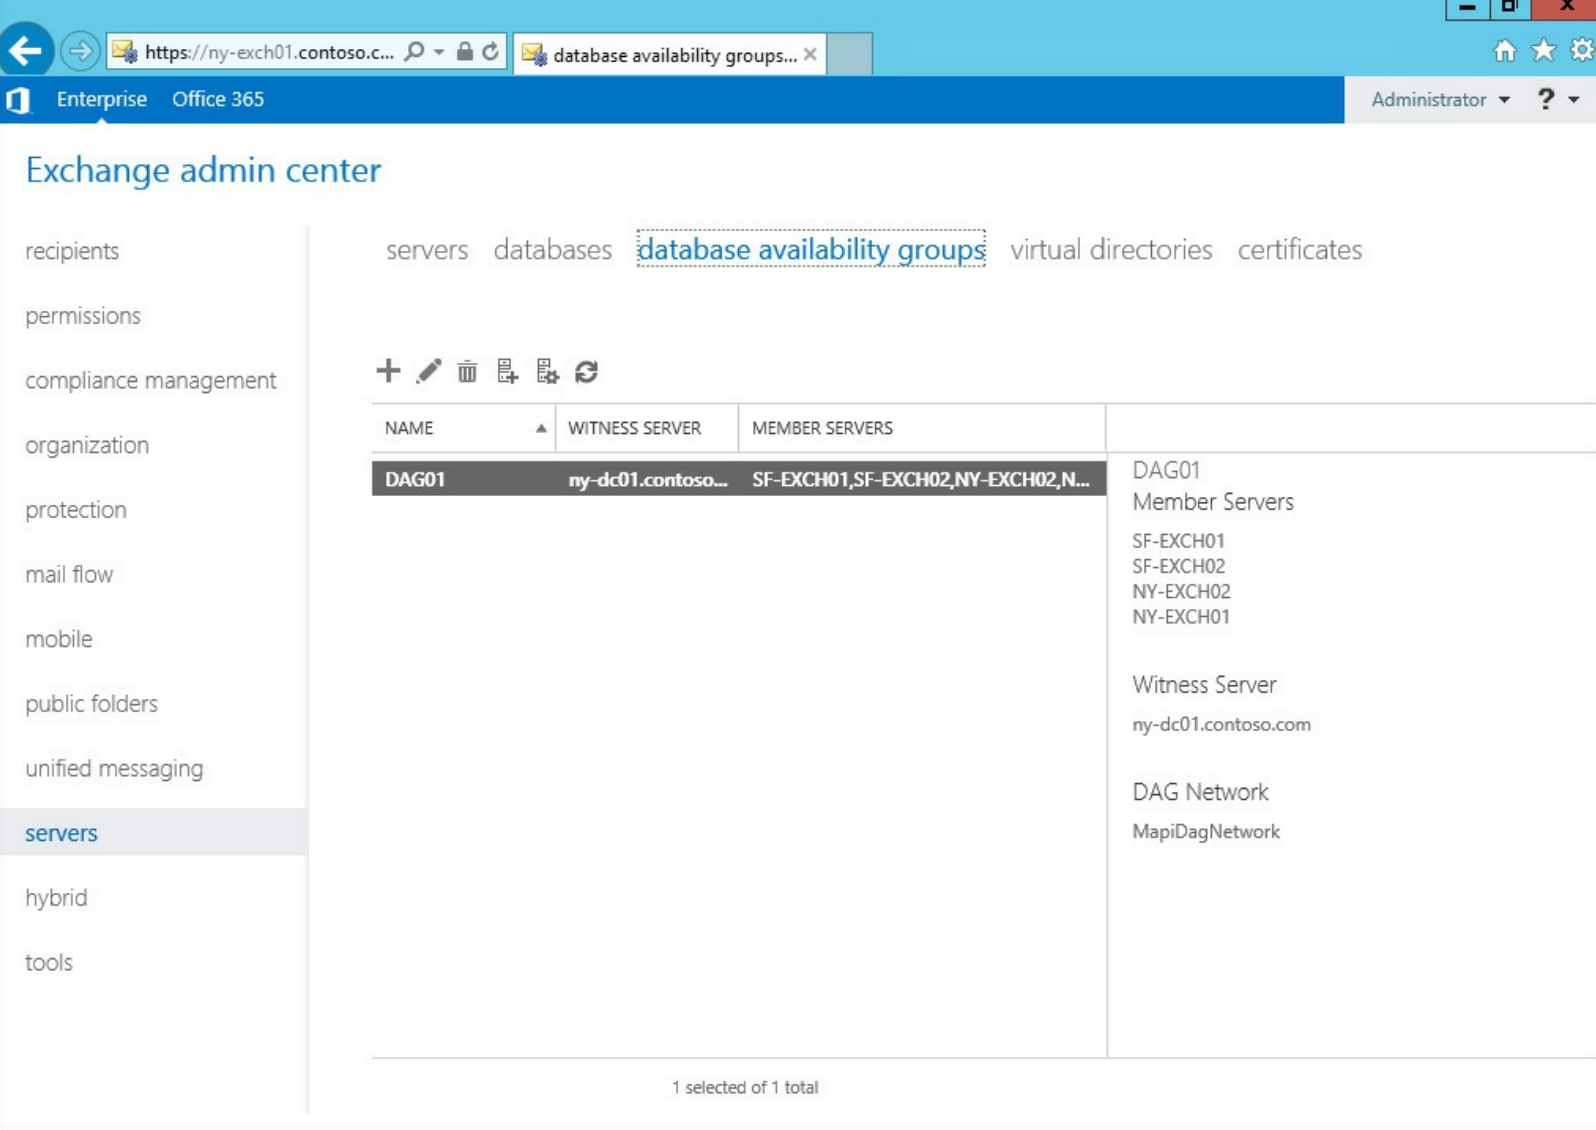 https://ny-exch01.contoso.c...
database availability groups...
Enterprise Office 365
Administrator ?
Exchange admin center
recipients
permissions
compliance management
organization
protection
mail flow
mobile
public folders
unified messaging
servers
hybrid
tools
servers databases database availability groups virtual directories certificates
NAME WITNESS SERVER MEMBER SERVERS
DAG01 ny-dc01.contoso... SF-EXCH01,SF-EXCH02,NY-EXCH02,N...
DAG01
Member Servers
SF-EXCH01
SF-EXCH02
NY-EXCH02
NY-EXCH01
Witness Server
ny-dc01.contoso.com
DAG Network
MapiDagNetwork
1 selected of 1 total